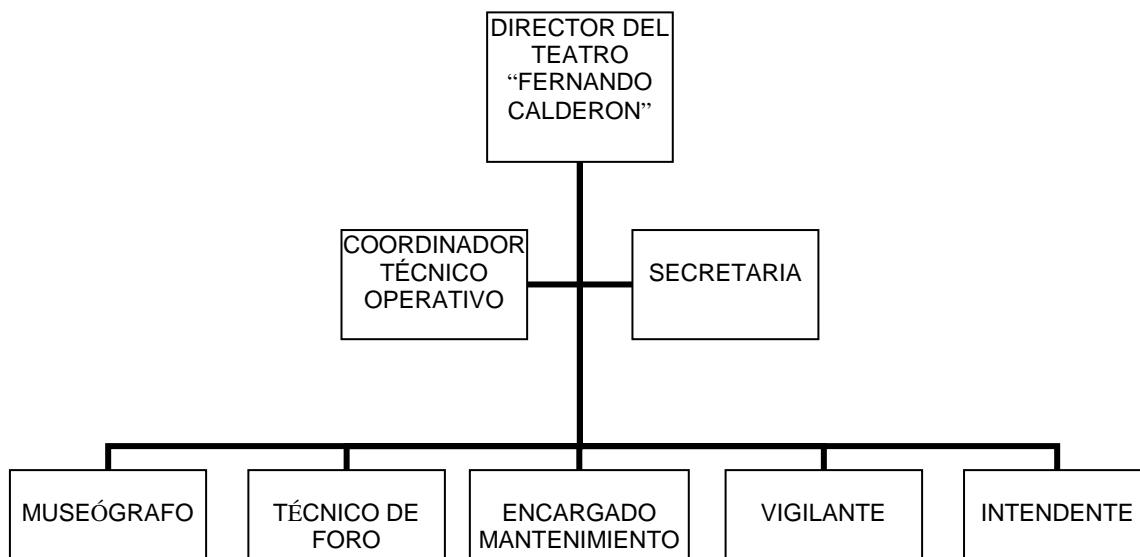 DIRECTOR DEL
TEATRO
“FERNANDO
CALDERON”
COORDINADOR
TÉCNICO
OPERATIVO
SECRETARIA
MUSEÓGRAFO
TÉCNICO DE
FORO
ENCARGADO
MANTENIMIENTO
VIGILANTE
INTENDENTE